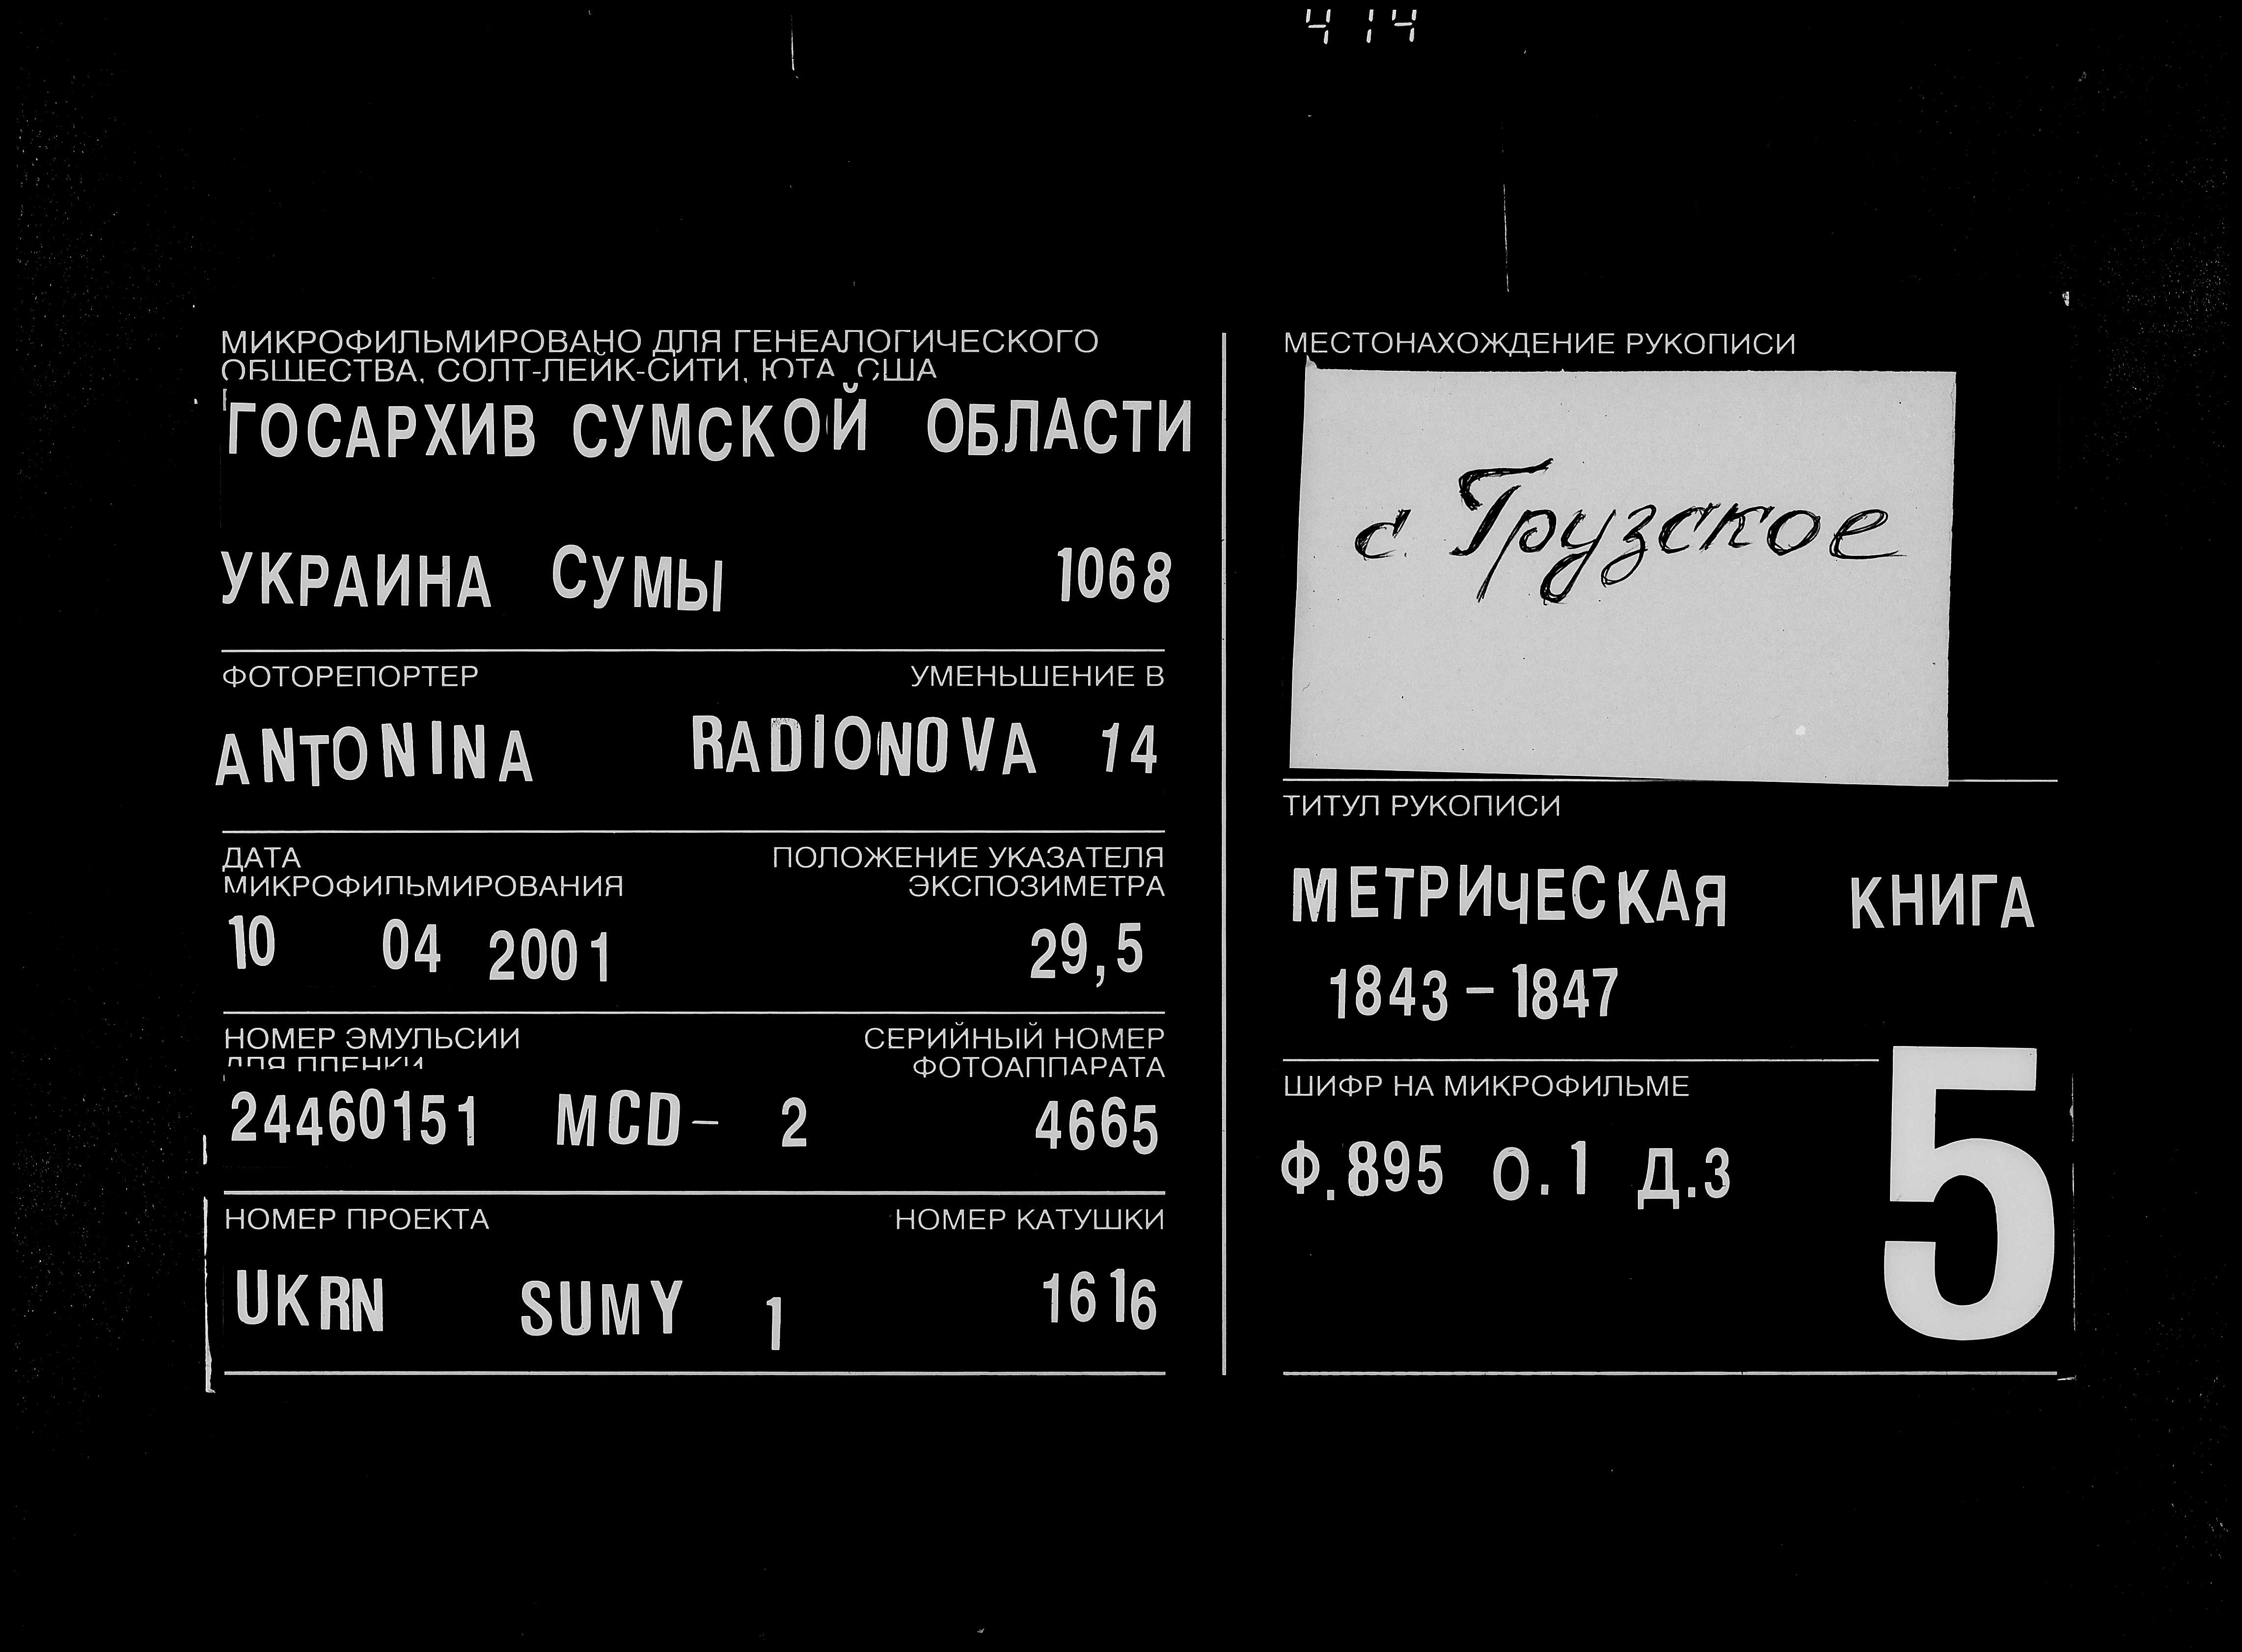 414
МИКРОФИЛЬМИРОВАНО ДЛЯ ГЕНЕАЛОГИЧЕСКОГО
ОБЩЕСТВА, СОЛТ-ЛЕЙК-СИТИ, ЮТА, США
ГОСАРХИВ СУМСКОЙ ОБЛАСТИ
УКРАИНА СУМЫ 1068
ФОТОРЕПОРТЕР УМЕНЬШЕНИЕ В
ANTONINA RADIONOVA 14
ДАТА ПОЛОЖЕНИЕ УКАЗАТЕЛЯ
МИКРОФИЛЬМИРОВАНИЯ ЭКСПОЗИМЕТРА
10 04 2001 29,5
НОМЕР ЭМУЛЬСИИ СЕРИЙНЫЙ НОМЕР
ДЛЯ ПЛЕНКИ ФОТОАППАРАТА
24460151 MCD- 2 4665
НОМЕР ПРОЕКТА НОМЕР КАТУШКИ
UKRN SUMY 1 1616
МЕСТОНАХОЖДЕНИЕ РУКОПИСИ
с. Грузское
ТИТУЛ РУКОПИСИ
МЕТРИЧЕСКАЯ КНИГА
1843-1847
ШИФР НА МИКРОФИЛЬМЕ
Ф.895 О.1 Д.3
5